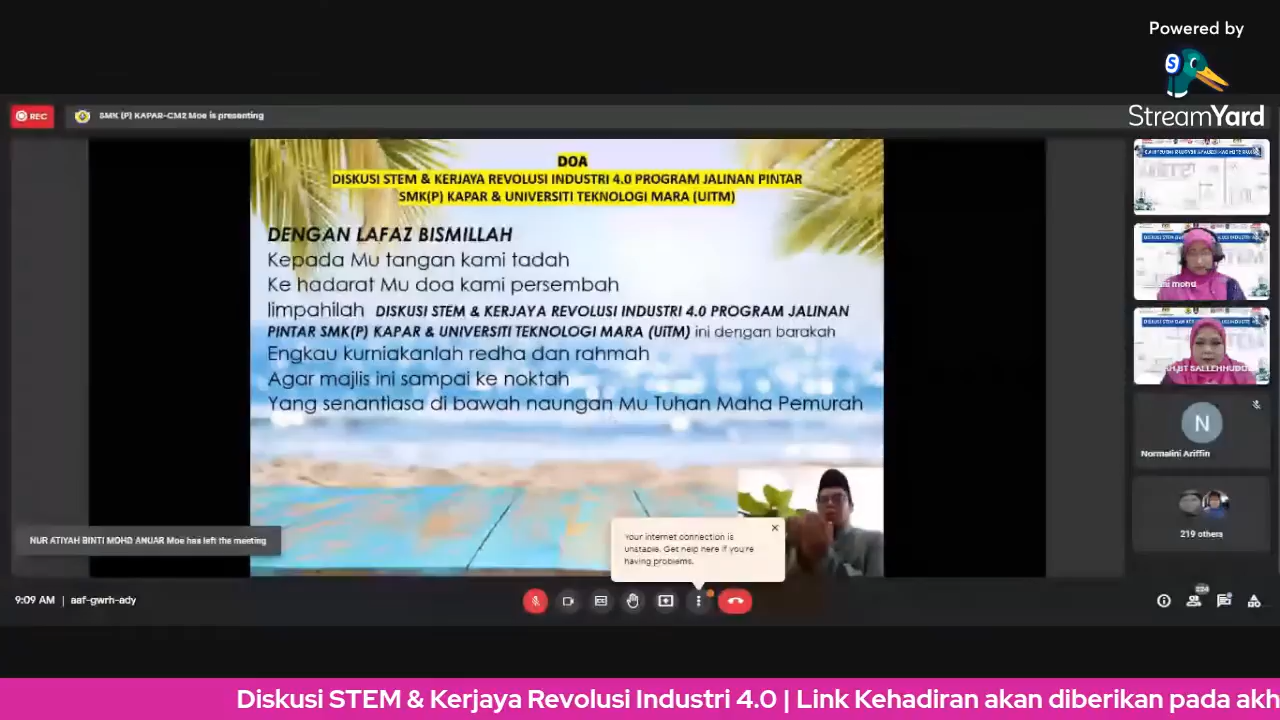 Powered by
StreamYard
REC
SMK (P) KAPAR-CM2 Moe is presenting
DOA
DISKUSI STEM & KERJAYA REVOLUSI INDUSTRI 4.0 PROGRAM JALINAN PINTAR
SMK(P) KAPAR & UNIVERSITI TEKNOLOGI MARA (UITM)
DENGAN LAFAZ BISMILLAH
Kepada Mu tangan kami tadah
Ke hadarat Mu doa kami persembah
limpahilah DISKUSI STEM & KERJAYA REVOLUSI INDUSTRI 4.0 PROGRAM JALINAN
PINTAR SMK(P) KAPAR & UNIVERSITI TEKNOLOGI MARA (UiTM) ini dengan barakah
Engkau kurniakanlah redha dan rahmah
Agar majlis ini sampai ke noktah
Yang senantiasa di bawah naungan Mu Tuhan Maha Pemurah
N
Normalini Ariffin
219 others
NUR ATIYAH BINTI MOHD ANUAR Moe has left the meeting
Your internet connection is
unstable. Get help here if you're
having problems.
9:09 AM | aaf-gwrh-ady
224
Diskusi STEM & Kerjaya Revolusi Industri 4.0 | Link Kehadiran akan diberikan pada akh